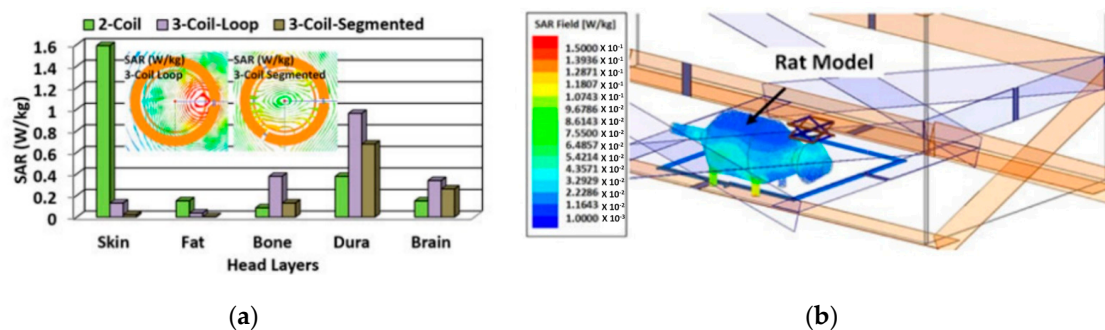 (a)
2-Coil 3-Coil-Loop 3-Coil-Segmented
SAR (W/kg)
1.6
1.4
1.2
1
0.8
0.6
0.4
0.2
0
SAR (W/kg)
3-Coil Loop
SAR (W/kg)
3-Coil Segmented
Skin Fat Bone Dura Brain
Head Layers
(b)
SAR Field [W/kg]
1.5000 X 10⁻¹
1.3936 X 10⁻¹
1.2871 X 10⁻¹
1.1807 X 10⁻¹
1.0743 X 10⁻¹
9.6786 X 10⁻²
8.6143 X 10⁻²
7.5500 X 10⁻²
6.4857 X 10⁻²
5.4214 X 10⁻²
4.3571 X 10⁻²
3.2929 X 10⁻²
2.2286 X 10⁻²
1.1643 X 10⁻²
1.0000 X 10⁻³
Rat Model
(a) (b)